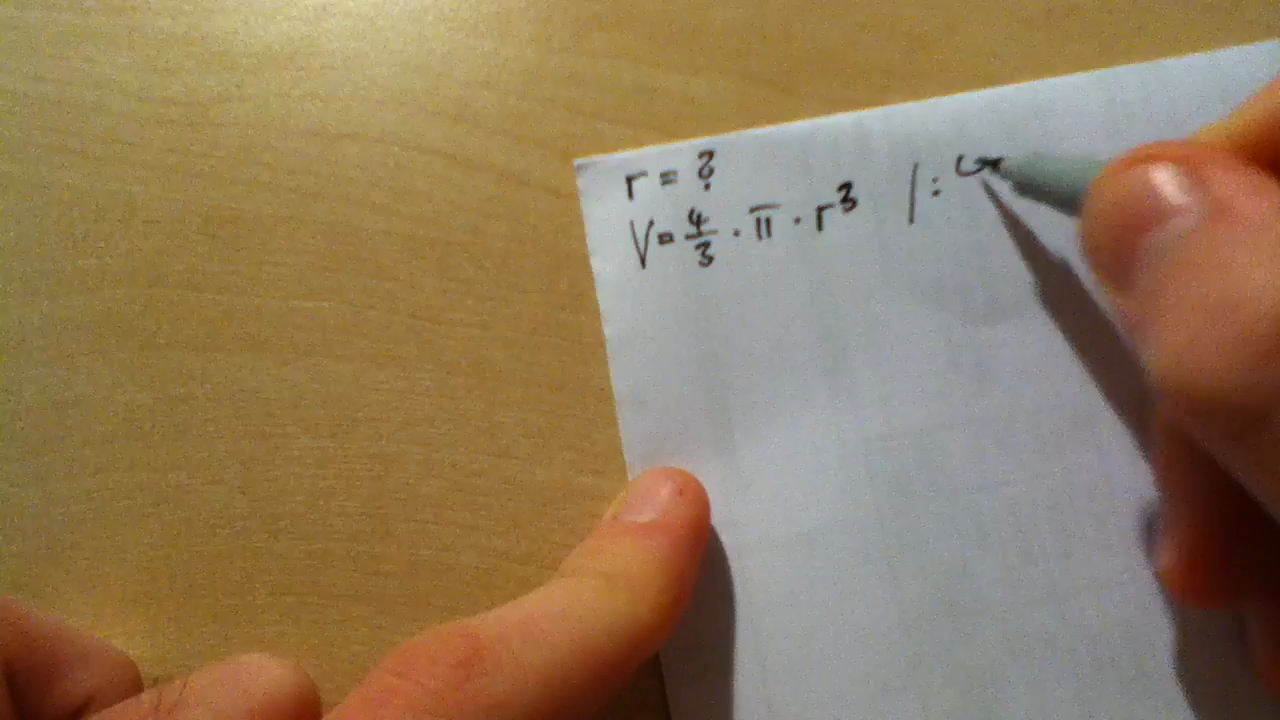 r = ?
V = 4/3 · π · r³ | :